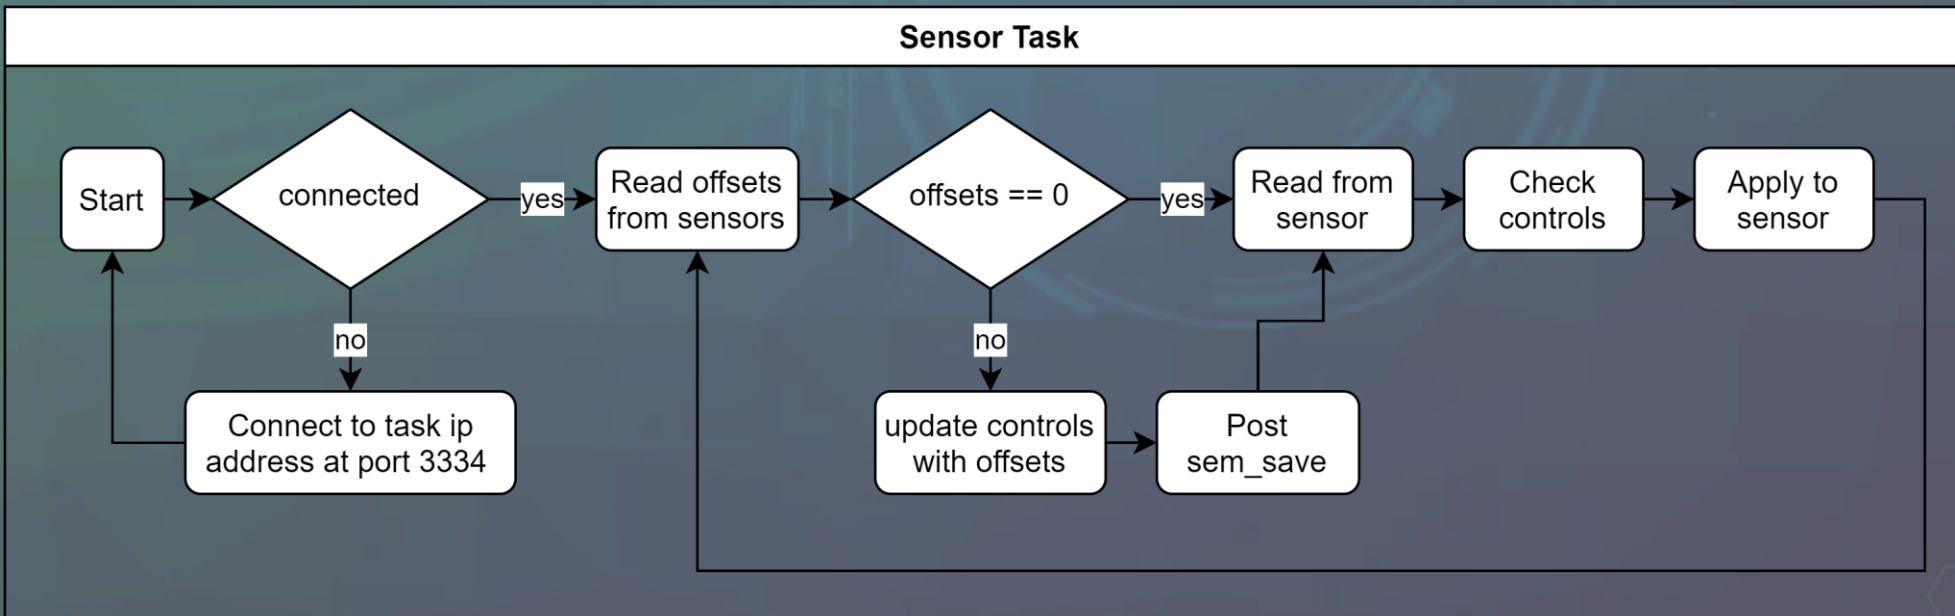 Sensor Task
Start
connected
yes
Read offsets
from sensors
offsets == 0
yes
Read from
sensor
Check
controls
Apply to
sensor
no
no
Connect to task ip
address at port 3334
update controls
with offsets
Post
sem_save